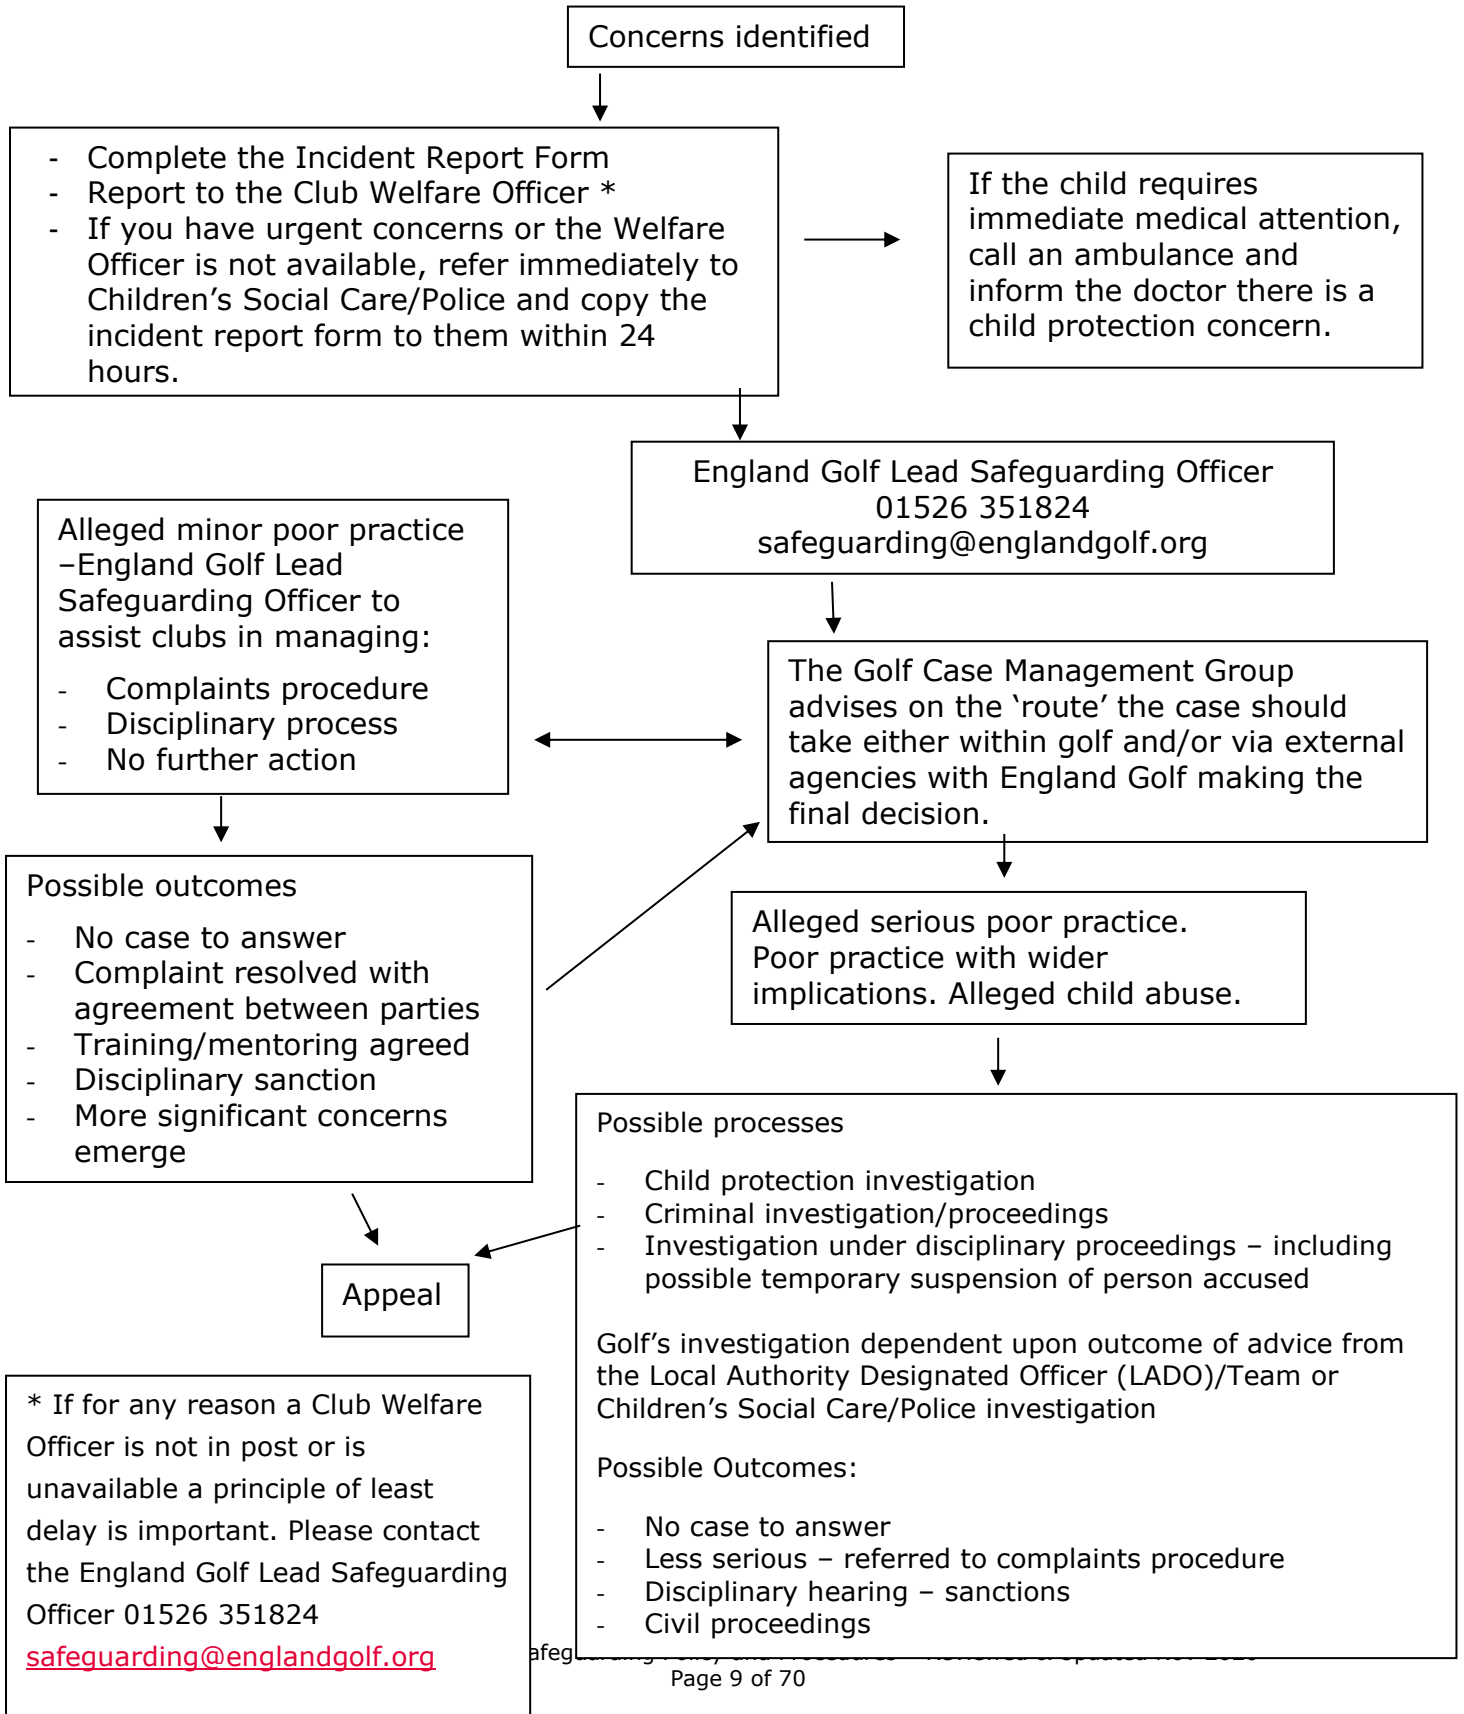 Concerns identified
- Complete the Incident Report Form
- Report to the Club Welfare Officer *
- If you have urgent concerns or the Welfare
Officer is not available, refer immediately to
Children’s Social Care/Police and copy the
incident report form to them within 24
hours.
If the child requires
immediate medical attention,
call an ambulance and
inform the doctor there is a
child protection concern.
England Golf Lead Safeguarding Officer
01526 351824
safeguarding@englandgolf.org
Alleged minor poor practice
–England Golf Lead
Safeguarding Officer to
assist clubs in managing:
- Complaints procedure
- Disciplinary process
- No further action
The Golf Case Management Group
advises on the ‘route’ the case should
take either within golf and/or via external
agencies with England Golf making the
final decision.
Possible outcomes
- No case to answer
- Complaint resolved with
agreement between parties
- Training/mentoring agreed
- Disciplinary sanction
- More significant concerns
emerge
Alleged serious poor practice.
Poor practice with wider
implications. Alleged child abuse.
Possible processes
- Child protection investigation
- Criminal investigation/proceedings
- Investigation under disciplinary proceedings – including
possible temporary suspension of person accused
Golf’s investigation dependent upon outcome of advice from
the Local Authority Designated Officer (LADO)/Team or
Children’s Social Care/Police investigation
Possible Outcomes:
- No case to answer
- Less serious – referred to complaints procedure
- Disciplinary hearing – sanctions
- Civil proceedings
Appeal
* If for any reason a Club Welfare
Officer is not in post or is
unavailable a principle of least
delay is important. Please contact
the England Golf Lead Safeguarding
Officer 01526 351824
safeguarding@englandgolf.org
Page 9 of 70